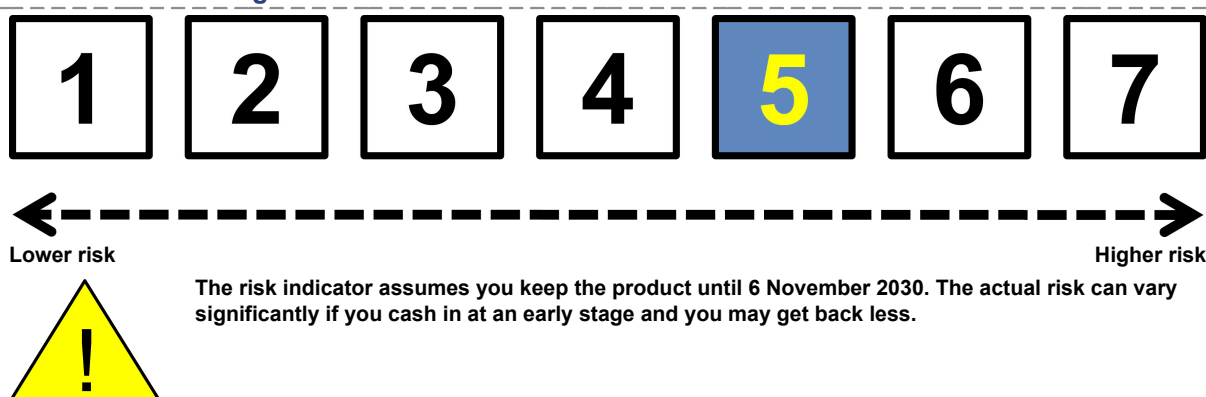 1 2 3 4 5 6 7
Lower risk Higher risk
The risk indicator assumes you keep the product until 6 November 2030. The actual risk can vary
significantly if you cash in at an early stage and you may get back less.
!